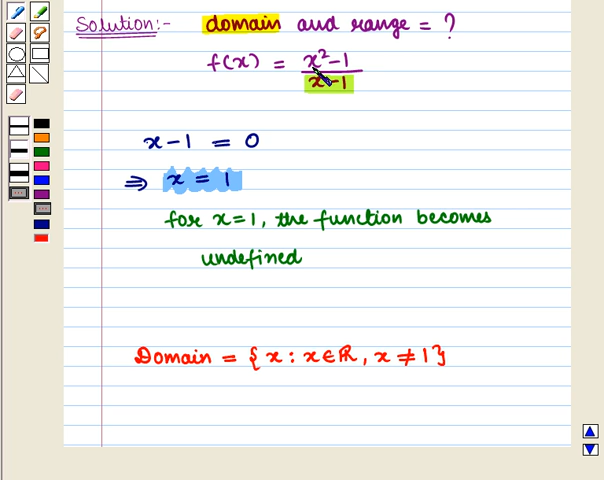 Solution:- domain and range = ?
f(x) = x²-1 / x-1
x-1 = 0
⇒ x = 1
for x=1, the function becomes
undefined
Domain = { x : x ∈ ℝ, x ≠ 1 }